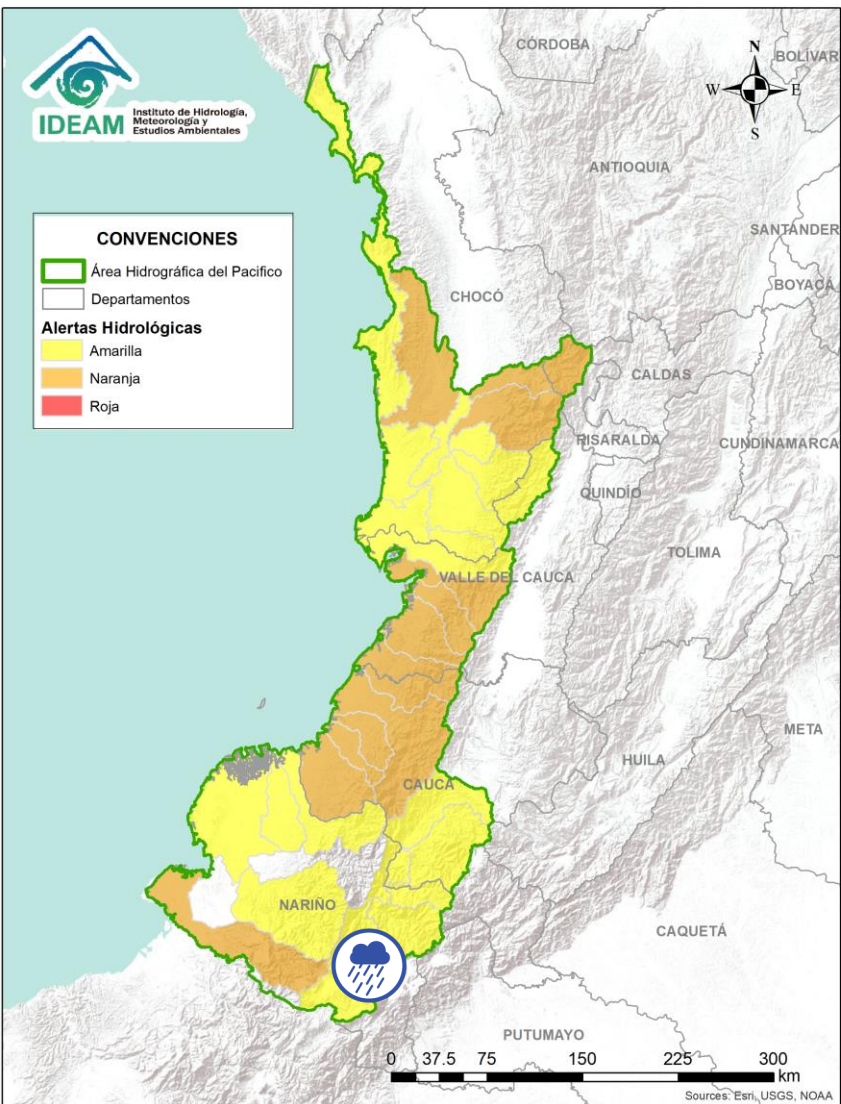 IDEAM
Instituto de Hidrología,
Meteorología y
Estudios Ambientales
CÓRDOBA
BOLÍVAR
N
W
E
S
ANTIOQUIA
SANTANDER
BOYACÁ
CONVENCIONES
Área Hidrográfica del Pacifico
Departamentos
Alertas Hidrológicas
Amarilla
Naranja
Roja
CHOCÓ
CALDAS
RISARALDA
CUNDINAMARCA
QUINDÍO
TOLIMA
VALLE DEL CAUCA
META
HUILA
CAUCA
NARIÑO
CAQUETÁ
PUTUMAYO
0 37.5 75 150 225 300
km
Sources: Esri, USGS, NOAA